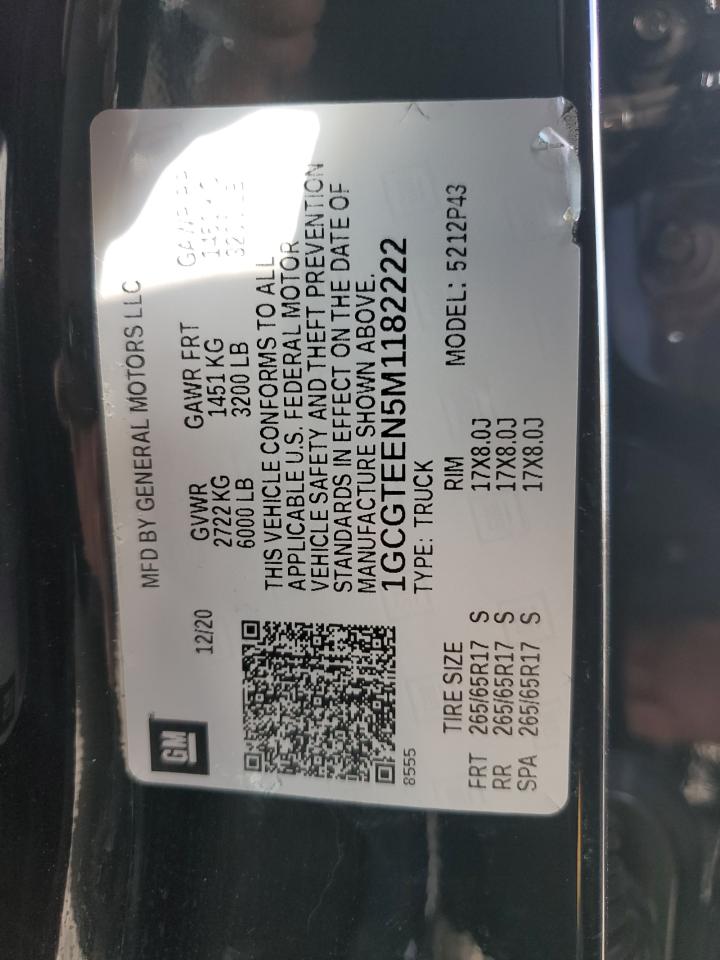 GM
MFD BY GENERAL MOTORS LLC
12/20
GVWR GAWR FRT
2722 KG 1451 KG
6000 LB 3200 LB
THIS VEHICLE CONFORMS TO ALL
APPLICABLE U.S. FEDERAL MOTOR
VEHICLE SAFETY AND THEFT PREVENTION
STANDARDS IN EFFECT ON THE DATE OF
MANUFACTURE SHOWN ABOVE.
1GCGTEEN5M1182222
8555
TYPE: TRUCK
TIRE SIZE RIM MODEL: 5212P43
FRT 265/65R17 S 17X8.0J
RR 265/65R17 S 17X8.0J
SPA 265/65R17 S 17X8.0J